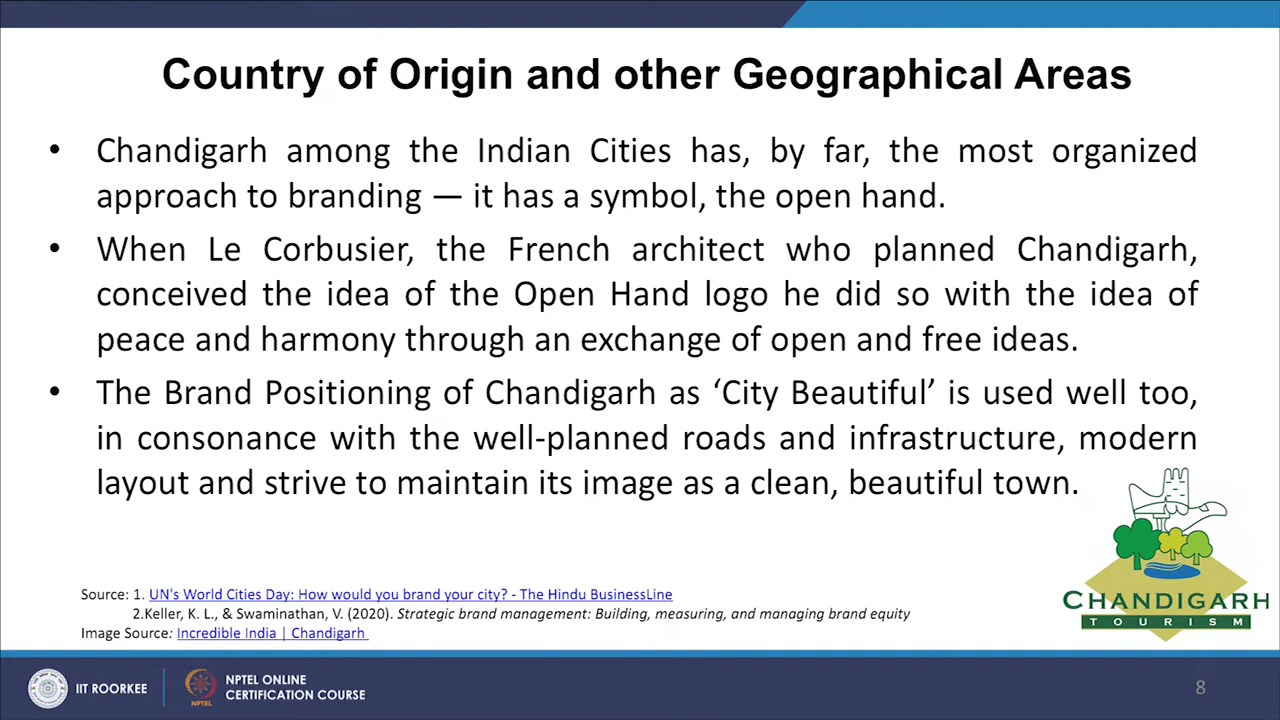 Country of Origin and other Geographical Areas
• Chandigarh among the Indian Cities has, by far, the most organized
approach to branding — it has a symbol, the open hand.
• When Le Corbusier, the French architect who planned Chandigarh,
conceived the idea of the Open Hand logo he did so with the idea of
peace and harmony through an exchange of open and free ideas.
• The Brand Positioning of Chandigarh as ‘City Beautiful’ is used well too,
in consonance with the well-planned roads and infrastructure, modern
layout and strive to maintain its image as a clean, beautiful town.
CHANDIGARH
TOURISM
Source: 1. UN's World Cities Day: How would you brand your city? - The Hindu BusinessLine
2.Keller, K. L., & Swaminathan, V. (2020). Strategic brand management: Building, measuring, and managing brand equity
Image Source: Incredible India | Chandigarh
IIT ROORKEE
NPTEL
NPTEL ONLINE
CERTIFICATION COURSE
8